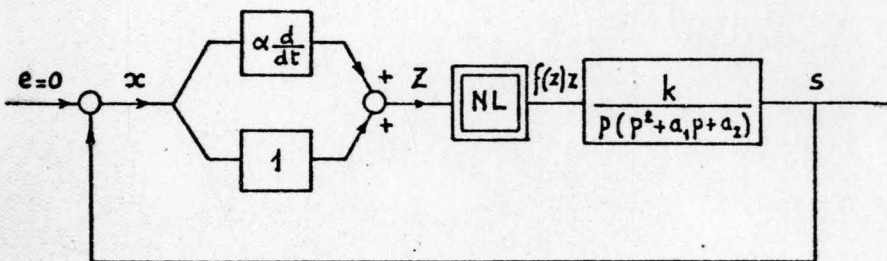 e=0
x
α d/dt
1
+
+
Z
NL
f(z)z
k
p(p²+a₁p+a₂)
s